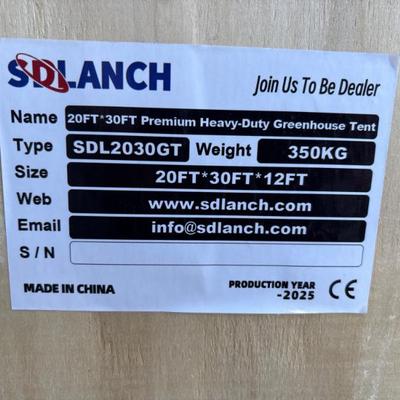 SDLANCH
Join Us To Be Dealer
Name 20FT*30FT Premium Heavy-Duty Greenhouse Tent
Type SDL2030GT Weight 350KG
Size 20FT*30FT*12FT
Web www.sdlanch.com
Email info@sdlanch.com
S / N
MADE IN CHINA
PRODUCTION YEAR
-2025
CE